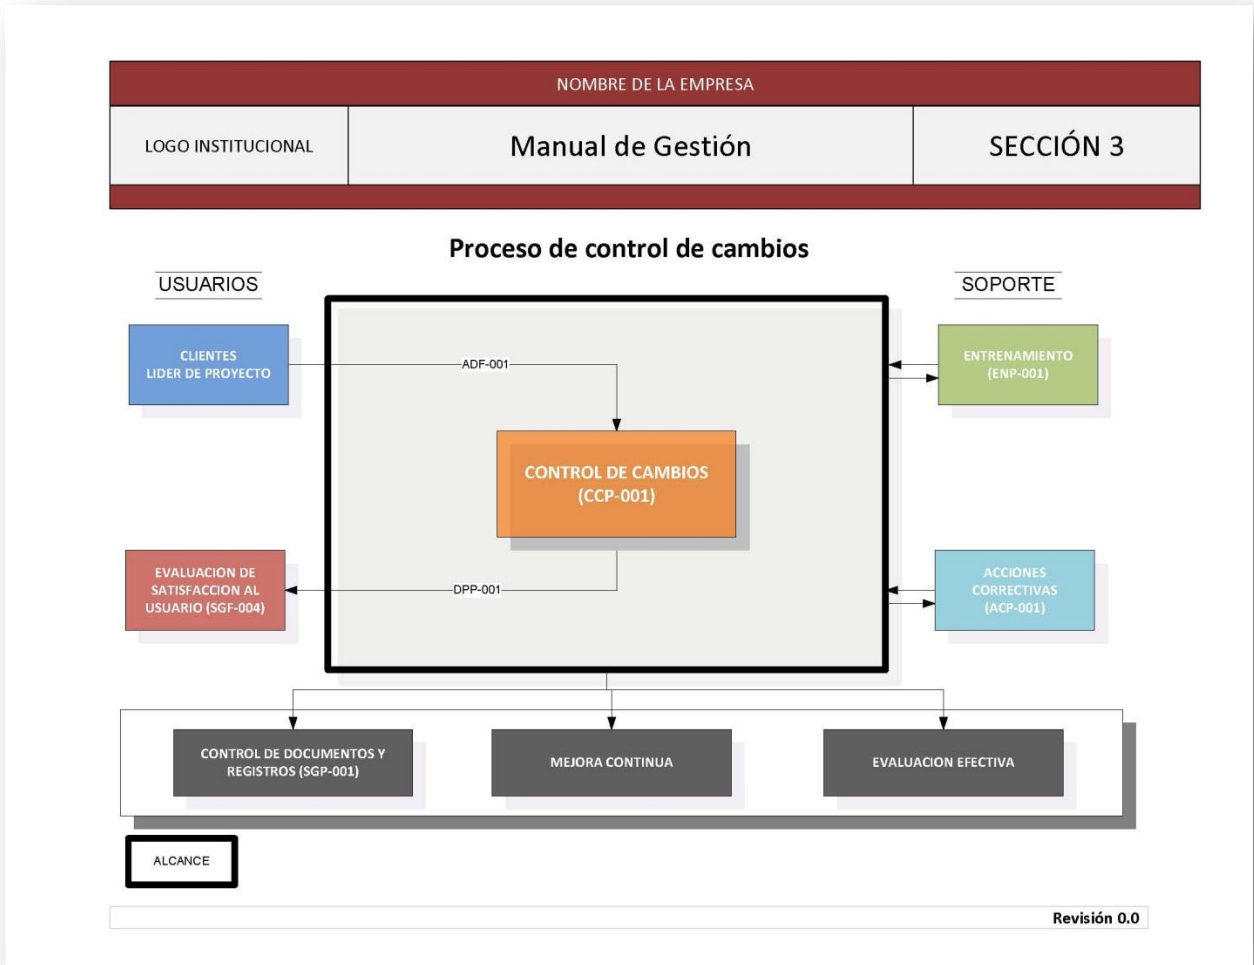 NOMBRE DE LA EMPRESA
LOGO INSTITUCIONAL
Manual de Gestión
SECCIÓN 3
Proceso de control de cambios
USUARIOS
SOPORTE
CLIENTES
LIDER DE PROYECTO
ADF-001
ENTRENAMIENTO
(ENP-001)
CONTROL DE CAMBIOS
(CCP-001)
EVALUACION DE
SATISFACCION AL
USUARIO (SGF-004)
DPP-001
ACCIONES
CORRECTIVAS
(ACP-001)
CONTROL DE DOCUMENTOS Y
REGISTROS (SGP-001)
MEJORA CONTINUA
EVALUACION EFECTIVA
ALCANCE
Revisión 0.0